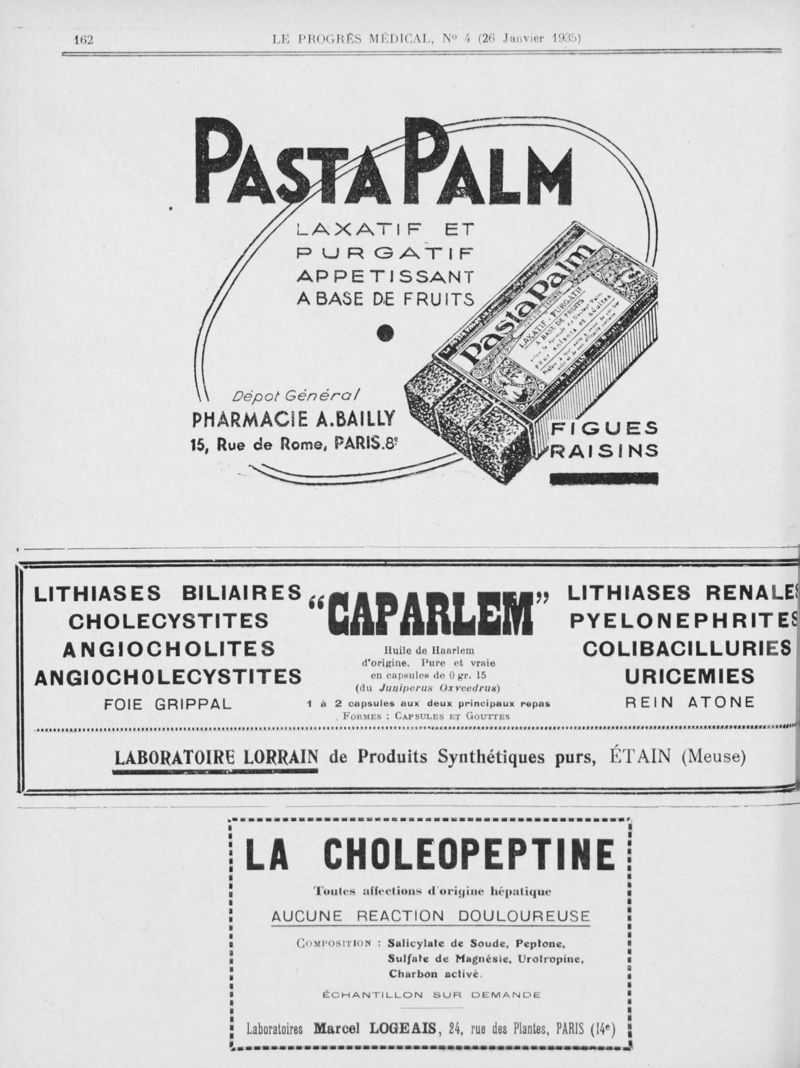 162
LE PROGRÈS MÉDICAL, N° 4 (26 Janvier 1935)
PASTA PALM
LAXATIF ET
PURGATIF
APPETISSANT
A BASE DE FRUITS
PastaPalm
LAXATIF - PURGATIF
A BASE DE FRUITS
pour enfants et adultes
Dépot Général
PHARMACIE A. BAILLY
15, Rue de Rome, PARIS.8e
FIGUES
RAISINS
LITHIASES BILIAIRES
CHOLECYSTITES
ANGIOCHOLITES
ANGIOCHOLECYSTITES
FOIE GRIPPAL
"CAPARLEM"
Huile de Haarlem
d'origine. Pure et vraie
en capsules de 0 gr. 15
(du Juniperus Oxycedrus)
1 à 2 capsules aux deux principaux repas
FORMES : CAPSULES ET GOUTTES
LITHIASES RENALES
PYELONEPHRITES
COLIBACILLURIES
URICEMIES
REIN ATONE
LABORATOIRE LORRAIN de Produits Synthétiques purs, ÉTAIN (Meuse)
LA CHOLEOPEPTINE
Toutes affections d'origine hépatique
AUCUNE REACTION DOULOUREUSE
COMPOSITION : Salicylate de Soude, Peptone,
Sulfate de Magnésie, Urotropine,
Charbon activé.
ÉCHANTILLON SUR DEMANDE
Laboratoires Marcel LOGEAIS, 24, rue des Plantes, PARIS (14e)